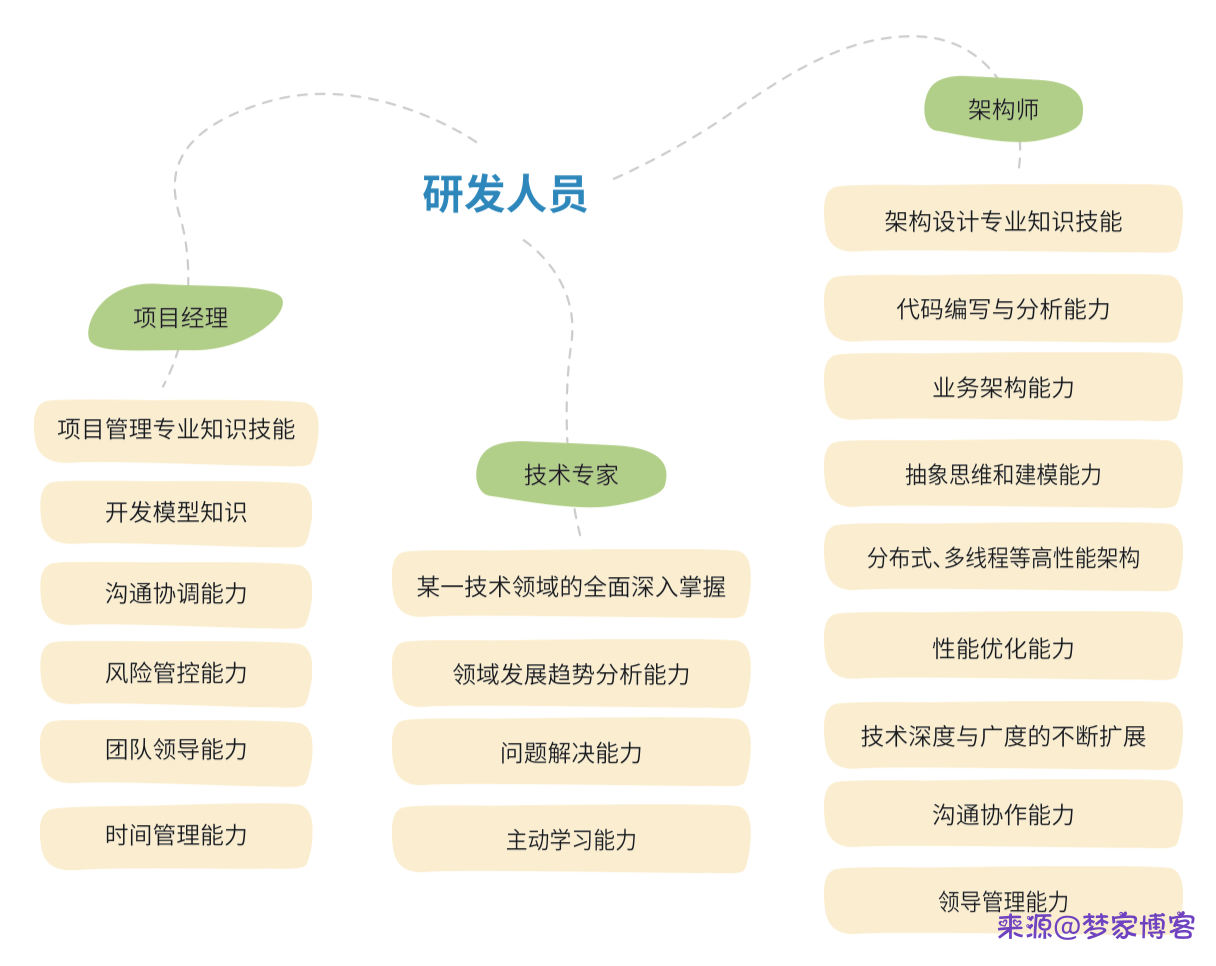 研发人员
项目经理
项目管理专业知识技能
开发模型知识
沟通协调能力
风险管控能力
团队领导能力
时间管理能力
技术专家
某一技术领域的全面深入掌握
领域发展趋势分析能力
问题解决能力
主动学习能力
架构师
架构设计专业知识技能
代码编写与分析能力
业务架构能力
抽象思维和建模能力
分布式、多线程等高性能架构
性能优化能力
技术深度与广度的不断扩展
沟通协作能力
领导管理能力
来源@梦家博客